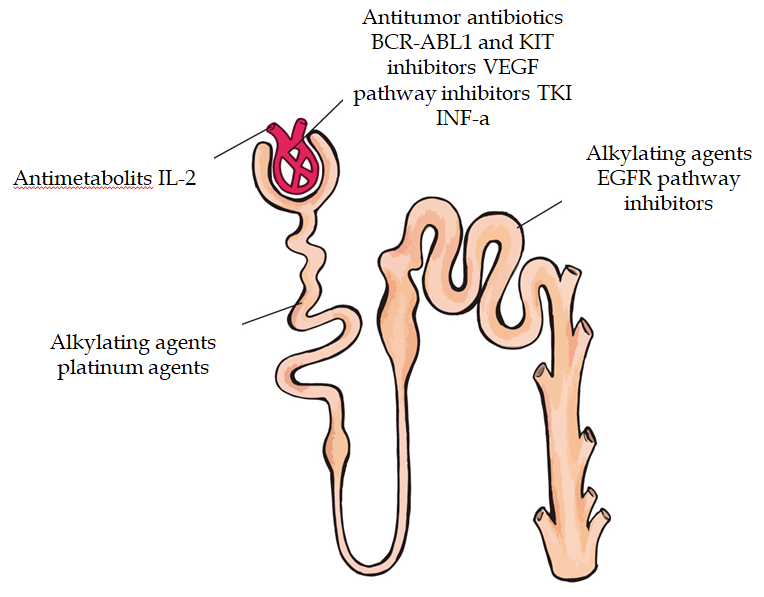 Antitumor antibiotics
BCR-ABL1 and KIT
inhibitors VEGF
pathway inhibitors TKI
INF-a
Antimetabolits IL-2
Alkylating agents
EGFR pathway
inhibitors
Alkylating agents
platinum agents